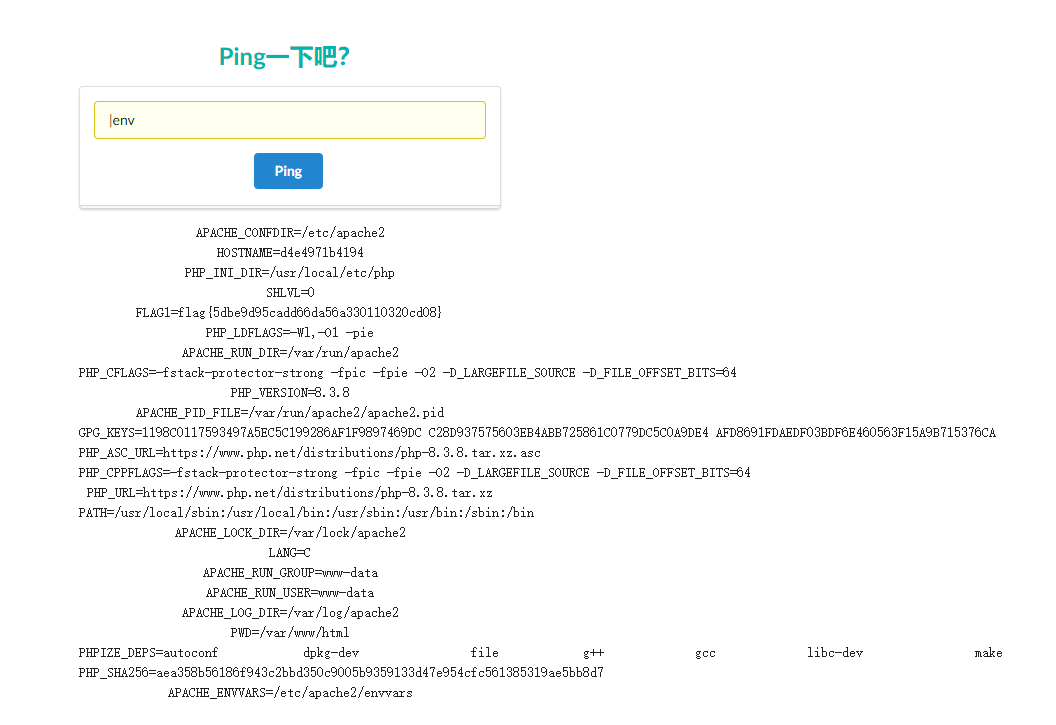 Ping一下吧?
|env
Ping
APACHE_CONFDIR=/etc/apache2
HOSTNAME=d4e4971b4194
PHP_INI_DIR=/usr/local/etc/php
SHLVL=0
FLAG1=flag{5dbe9d95cadd66da56a330110320cd08}
PHP_LDFLAGS=-Wl,-O1 -pie
APACHE_RUN_DIR=/var/run/apache2
PHP_CFLAGS=-fstack-protector-strong -fpic -fpie -O2 -D_LARGEFILE_SOURCE -D_FILE_OFFSET_BITS=64
PHP_VERSION=8.3.8
APACHE_PID_FILE=/var/run/apache2/apache2.pid
GPG_KEYS=1198C0117593497A5EC5C199286AF1F9897469DC C28D937575603EB4ABB725861C0779DC5C0A9DE4 AFD8691FDAEDF03BDF6E460563F15A9B715376CA
PHP_ASC_URL=https://www.php.net/distributions/php-8.3.8.tar.xz.asc
PHP_CPPFLAGS=-fstack-protector-strong -fpic -fpie -O2 -D_LARGEFILE_SOURCE -D_FILE_OFFSET_BITS=64
PHP_URL=https://www.php.net/distributions/php-8.3.8.tar.xz
PATH=/usr/local/sbin:/usr/local/bin:/usr/sbin:/usr/bin:/sbin:/bin
APACHE_LOCK_DIR=/var/lock/apache2
LANG=C
APACHE_RUN_GROUP=www-data
APACHE_RUN_USER=www-data
APACHE_LOG_DIR=/var/log/apache2
PWD=/var/www/html
PHPIZE_DEPS=autoconf dpkg-dev file g++ gcc libc-dev make
PHP_SHA256=aea358b56186f943c2bbd350c9005b9359133d47e954cfc561385319ae5bb8d7
APACHE_ENVVARS=/etc/apache2/envvars